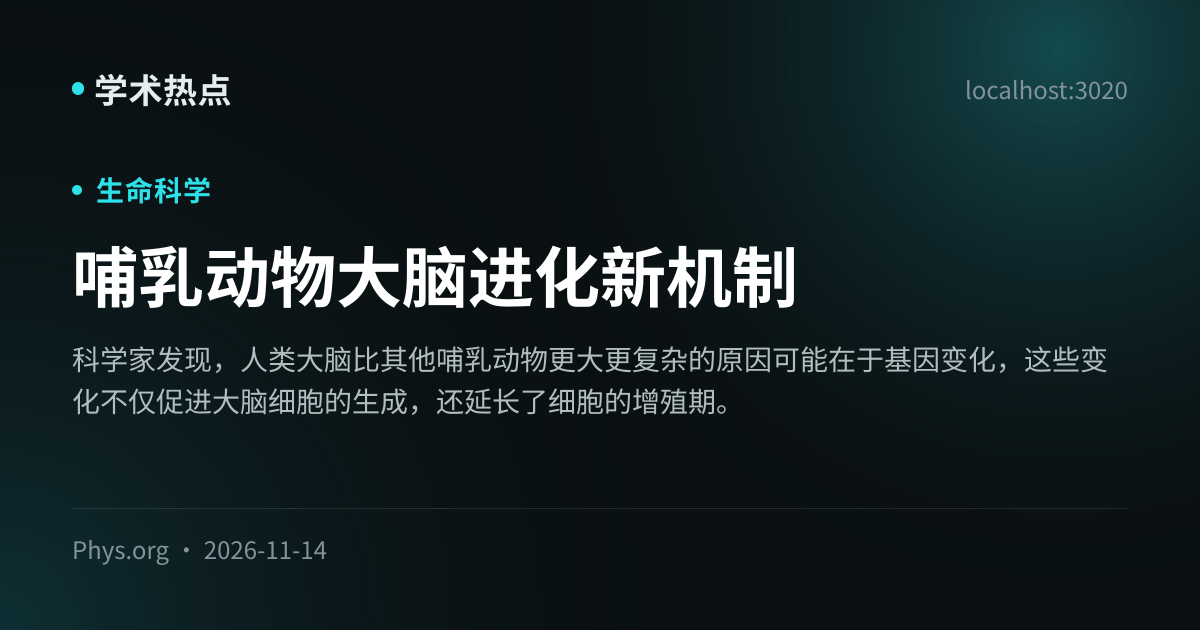 学术热点
localhost:3020
生命科学
哺乳动物大脑进化新机制
科学家发现，人类大脑比其他哺乳动物更大更复杂的原因可能在于基因变化，这些变
化不仅促进大脑细胞的生成，还延长了细胞的增殖期。
Phys.org · 2026-11-14